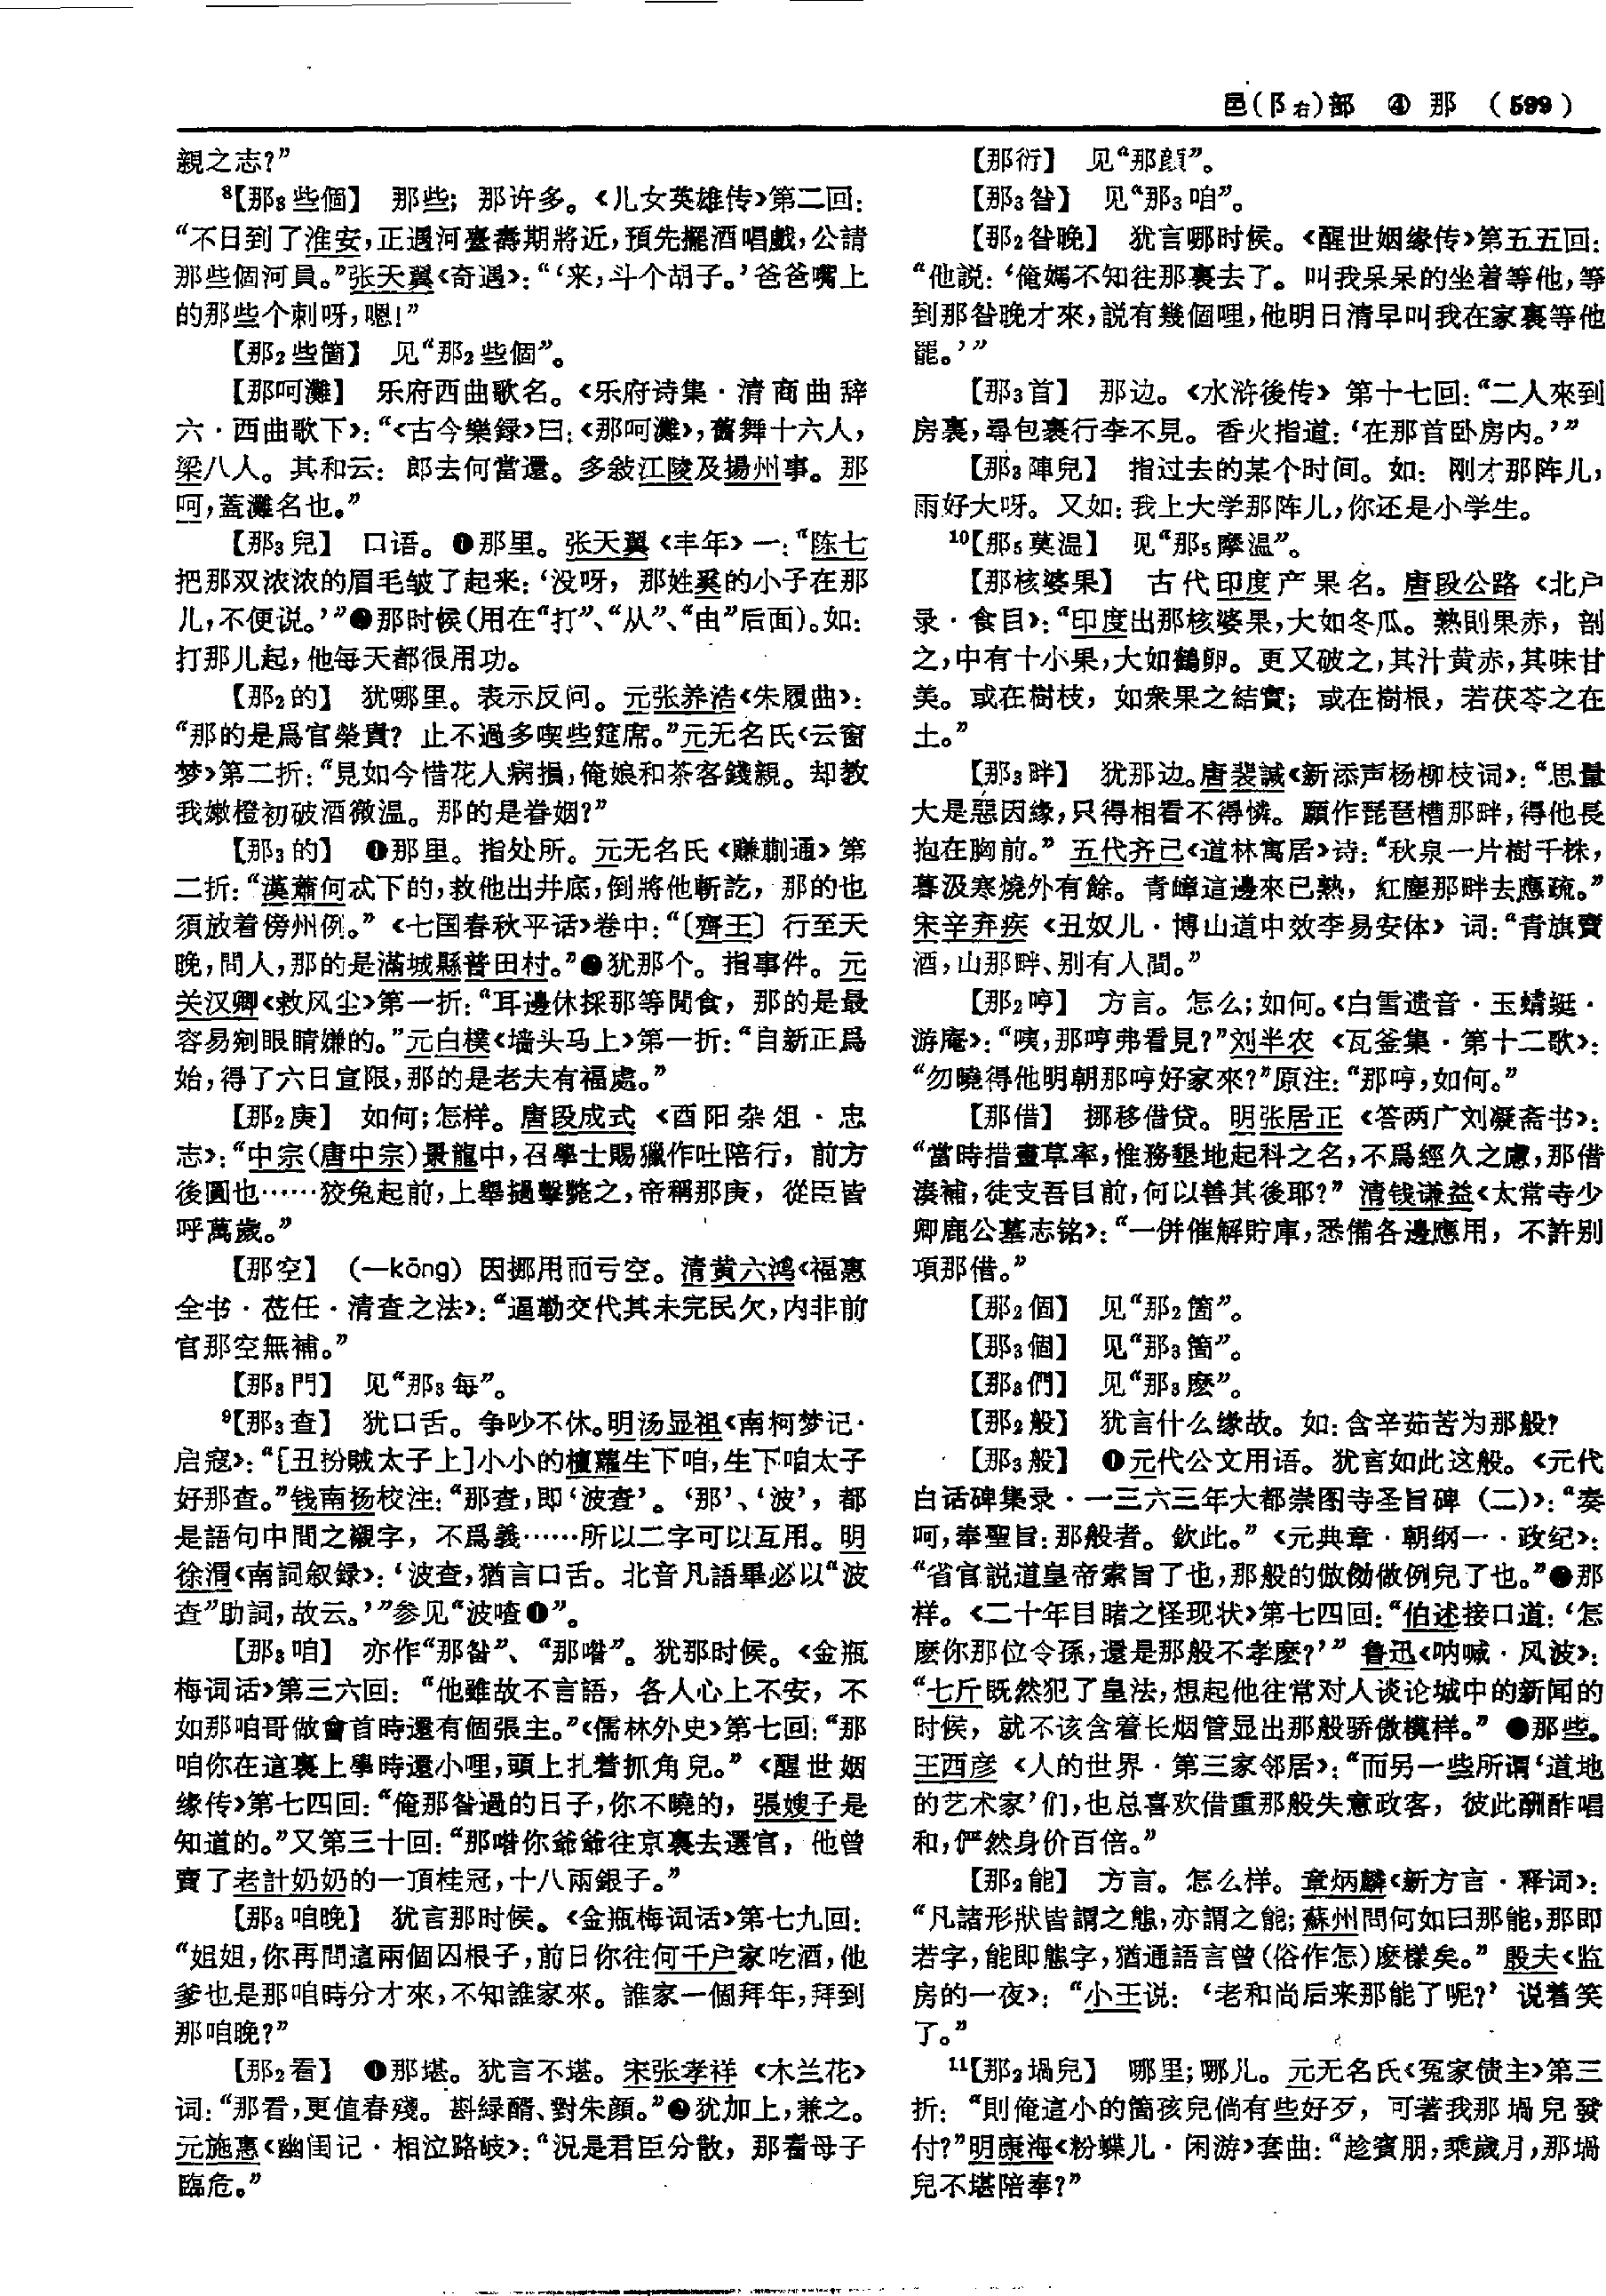 邑(阝右)部 ④ 那 (599)
親之志?”
⁸【那₃些個】 那些; 那许多。《儿女英雄传》第二回:
“不日到了淮安,正遇河臺壽期將近,預先擺酒唱戲,公請
那些個河員。”张天翼《奇遇》:“‘来,斗个胡子。’爸爸嘴上
的那些个刺呀,嗯!”
【那₂些箇】 见“那₂些個”。
【那呵灘】 乐府西曲歌名。《乐府诗集·清商曲辞
六·西曲歌下》:“《古今樂録》曰:《那呵灘》,舊舞十六人,
梁八人。其和云: 郎去何當還。多敍江陵及揚州事。那
呵,蓋灘名也。”
【那₃兒】 口语。❶那里。张天翼《丰年》一:“陈七
把那双浓浓的眉毛皱了起来:‘没呀, 那姓奚的小子在那
儿,不便说。’”❷那时候(用在“打”、“从”、“由”后面)。如:
打那儿起,他每天都很用功。
【那₂的】 犹哪里。表示反问。元张养浩《朱履曲》:
“那的是爲官榮貴? 止不過多喫些筵席。”元无名氏《云窗
梦》第二折:“見如今惜花人病損,俺娘和茶客錢親。却教
我嫩橙初破酒微温。那的是眷姻?”
【那₃的】 ❶那里。指处所。元无名氏《赚蒯通》第
二折:“漢蕭何忒下的,救他出井底,倒將他斬訖, 那的也
須放着傍州例。”《七国春秋平话》卷中:“〔齊王〕行至天
晚,問人,那的是滿城縣普田村。”❷犹那个。指事件。元
关汉卿《救风尘》第一折:“耳邊休採那等閒食, 那的是最
容易剜眼睛嫌的。”元白樸《墙头马上》第一折:“自新正爲
始,得了六日宣限,那的是老夫有福處。”
【那₂庚】 如何;怎样。唐段成式《酉阳杂俎·忠
志》:“中宗(唐中宗)景龍中,召學士賜獵作吐陪行, 前方
後圓也……狡兔起前,上舉撾擊斃之,帝稱那庚, 從臣皆
呼萬歲。”
【那空】 (—kōng) 因挪用而亏空。清黄六鸿《福惠
全书·莅任·清查之法》:“逼勒交代其未完民欠,内非前
官那空無補。”
【那₃門】 见“那₃每”。
⁹【那₃查】 犹口舌。争吵不休。明汤显祖《南柯梦记·
启寇》:“[丑扮贼太子上]小小的檀蘿生下咱,生下咱太子
好那查。”钱南扬校注:“那查,即‘波查’。‘那’、‘波’, 都
是語句中間之襯字, 不爲義……所以二字可以互用。明
徐渭《南詞叙録》:‘波查,猶言口舌。北音凡語畢必以“波
查”助詞,故云。’”参见“波喳❶”。
【那₃咱】 亦作“那昝”、“那喒”。犹那时候。《金瓶
梅词话》第三六回: “他雖故不言語, 各人心上不安, 不
如那咱哥做會首時還有個張主。”《儒林外史》第七回:“那
咱你在這裏上學時還小哩,頭上扎着抓角兒。”《醒世姻
缘传》第七四回:“俺那昝過的日子,你不曉的, 張嫂子是
知道的。”又第三十回:“那喒你爺爺往京裏去選官, 他曾
賣了老計奶奶的一頂桂冠,十八兩銀子。”
【那₃咱晚】 犹言那时候。《金瓶梅词话》第七九回:
“姐姐,你再問這兩個囚根子,前日你往何千户家吃酒,他
爹也是那咱時分才來,不知誰家來。誰家一個拜年,拜到
那咱晚?”
【那₂看】 ❶那堪。犹言不堪。宋张孝祥《木兰花》
词:“那看,更值春殘。斟緑醑、對朱顔。”❷犹加上,兼之。
元施惠《幽闺记·相泣路岐》:“況是君臣分散, 那看母子
臨危。”
【那衍】 见“那顔”。
【那₃昝】 见“那₃咱”。
【那₂昝晚】 犹言哪时候。《醒世姻缘传》第五五回:
“他説:‘俺媽不知往那裏去了。叫我呆呆的坐着等他,等
到那昝晚才來,説有幾個哩,他明日清早叫我在家裏等他
罷。’”
【那₃首】 那边。《水浒後传》第十七回:“二人來到
房裏,尋包裹行李不見。香火指道:‘在那首卧房内。’”
【那₃陣兒】 指过去的某个时间。如: 刚才那阵儿,
雨好大呀。又如:我上大学那阵儿,你还是小学生。
¹⁰【那₅莫温】 见“那₅摩温”。
【那核婆果】 古代印度产果名。唐段公路《北户
录·食目》:“印度出那核婆果,大如冬瓜。熟則果赤, 剖
之,中有十小果,大如鶴卵。更又破之,其汁黄赤,其味甘
美。或在樹枝, 如衆果之結實; 或在樹根, 若茯苓之在
土。”
【那₃畔】 犹那边。唐裴諴《新添声杨柳枝词》:“思量
大是惡因緣,只得相看不得憐。願作琵琶槽那畔,得他長
抱在胸前。”五代齐己《道林寓居》诗:“秋泉一片樹千株,
暮汲寒燒外有餘。青嶂這邊來已熟, 紅塵那畔去應疏。”
宋辛弃疾《丑奴儿·博山道中效李易安体》词:“青旗賣
酒,山那畔、别有人間。”
【那₂哼】 方言。怎么;如何。《白雪遗音·玉蜻蜓·
游庵》:“咦,那哼弗看見?”刘半农《瓦釜集·第十二歌》:
“勿曉得他明朝那哼好家來?”原注:“那哼,如何。”
【那借】 挪移借贷。明张居正《答两广刘凝斋书》:
“當時措畫草率,惟務墾地起科之名,不爲經久之慮,那借
湊補,徒支吾目前,何以善其後耶?”清钱谦益《太常寺少
卿鹿公墓志铭》:“一併催解貯庫,悉備各邊應用, 不許别
項那借。”
【那₂個】 见“那₂箇”。
【那₃個】 见“那₃箇”。
【那₃們】 见“那₃麽”。
【那₂般】 犹言什么缘故。如:含辛茹苦为那般?
【那₃般】 ❶元代公文用语。犹言如此这般。《元代
白话碑集录·一三六三年大都崇国寺圣旨碑(二)》:“奏
呵,奉聖旨:那般者。欽此。”《元典章·朝纲一·政纪》:
“省官説道皇帝索旨了也,那般的做勛做例兒了也。”❷那
样。《二十年目睹之怪现状》第七四回:“伯述接口道:‘怎
麽你那位令孫,還是那般不孝麽?’”鲁迅《呐喊·风波》:
“七斤既然犯了皇法,想起他往常对人谈论城中的新闻的
时候, 就不该含着长烟管显出那般骄傲模样。”❸那些。
王西彦《人的世界·第三家邻居》:“而另一些所谓‘道地
的艺术家’们,也总喜欢借重那般失意政客, 彼此酬酢唱
和,俨然身价百倍。”
【那₂能】 方言。怎么样。章炳麟《新方言·释词》:
“凡諸形狀皆謂之態,亦謂之能;蘇州問何如曰那能,那即
若字,能即態字,猶通語言曾(俗作怎)麽樣矣。”殷夫《监
房的一夜》: “小王说: ‘老和尚后来那能了呢?’说着笑
了。”
¹¹【那₂堝兒】 哪里;哪儿。元无名氏《冤家债主》第三
折: “則俺這小的箇孩兒倘有些好歹, 可著我那堝兒發
付?”明康海《粉蝶儿·闲游》套曲:“趁賓朋,乘歲月,那堝
兒不堪陪奉?”